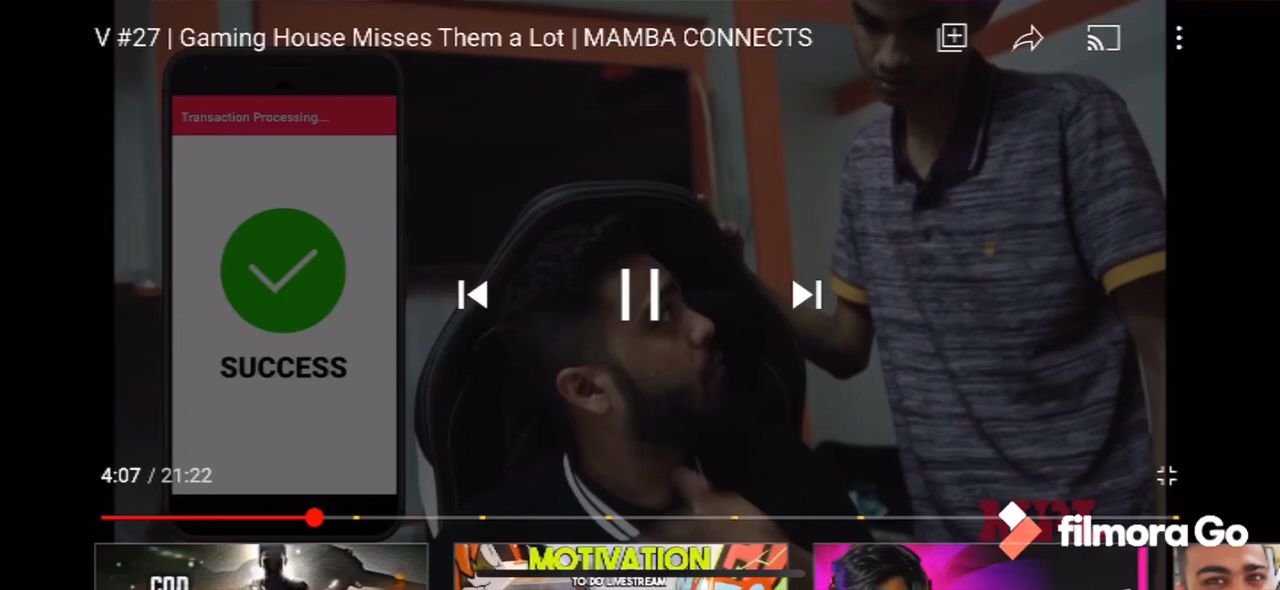 V #27 | Gaming House Misses Them a Lot | MAMBA CONNECTS
Transaction Processing...
SUCCESS
4:07 / 21:22
filmora Go
MOTIVATION
TO DO LIVESTREAM